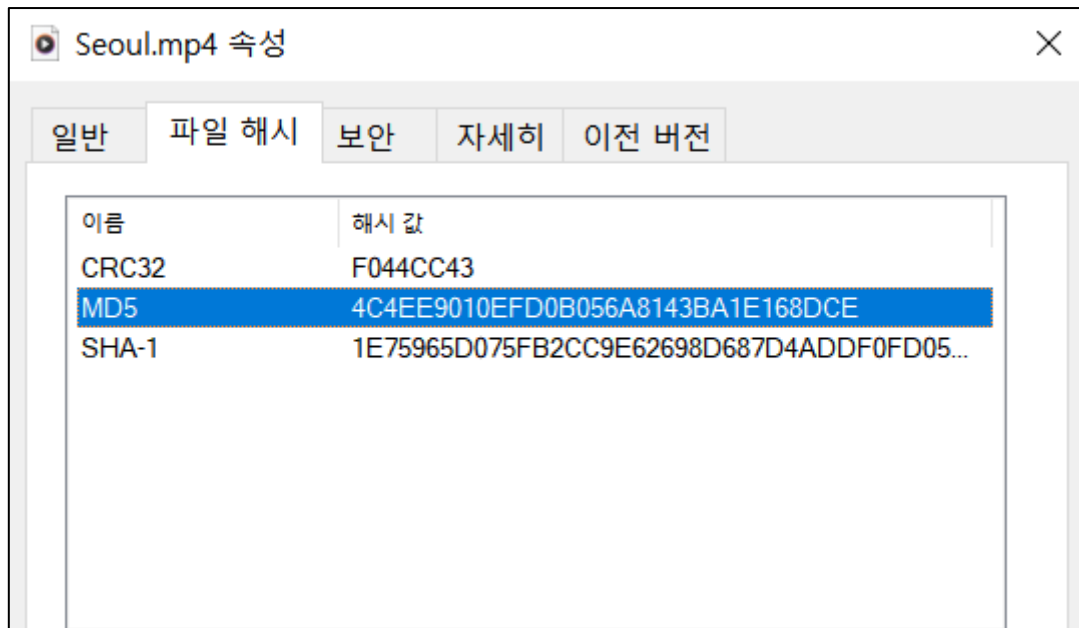 Seoul.mp4 속성
일반 파일 해시 보안 자세히 이전 버전
이름 해시 값
CRC32 F044CC43
MD5 4C4EE9010EFD0B056A8143BA1E168DCE
SHA-1 1E75965D075FB2CC9E62698D687D4ADDF0FD05...